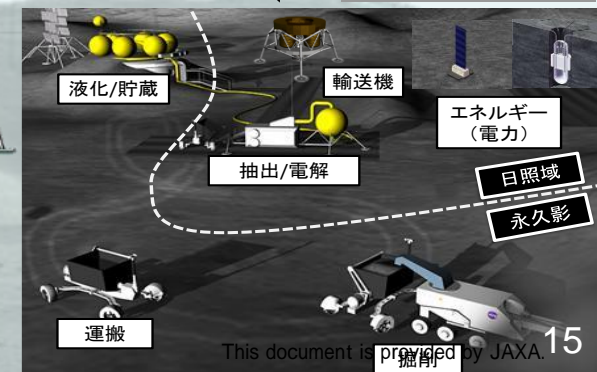 液化/貯蔵
輸送機
エネルギー
（電力）
抽出/電解
日照域
永久影
運搬
掘削
This document is provided by JAXA.
15